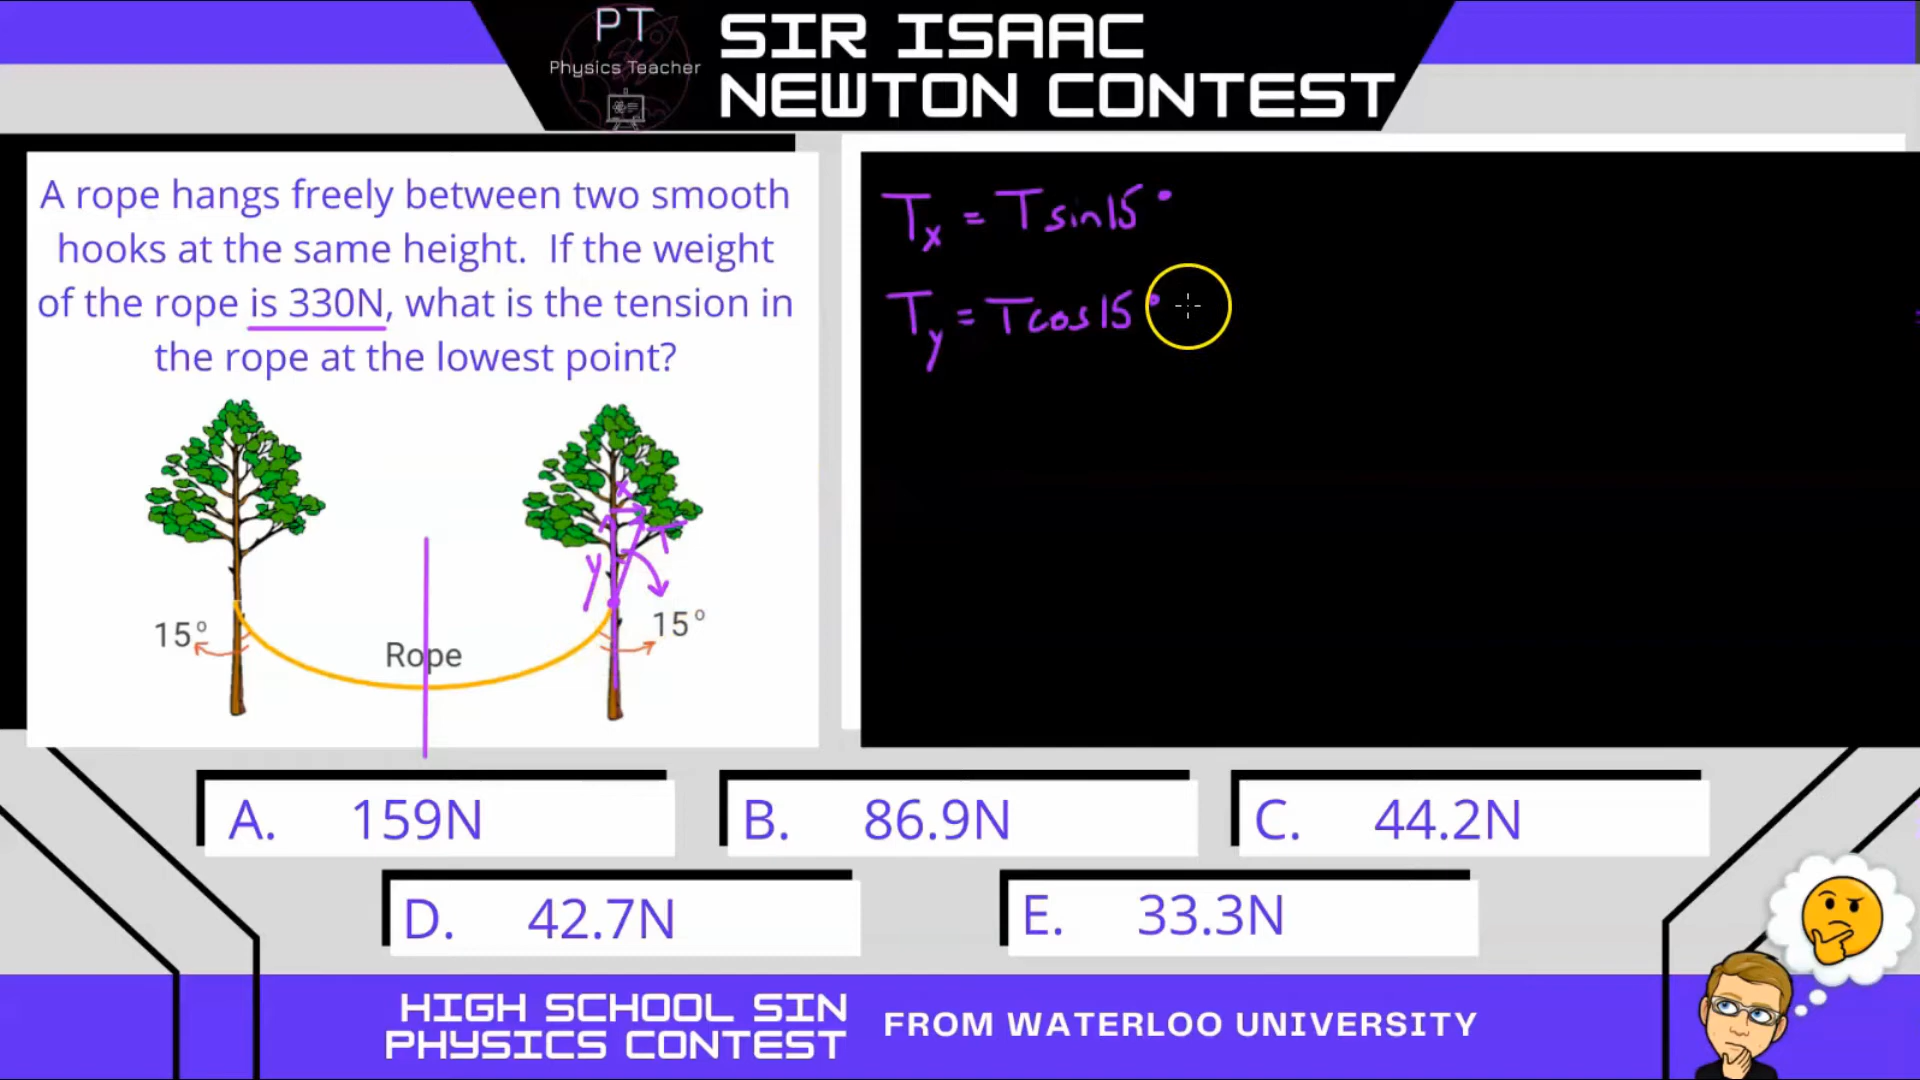 PT
Physics Teacher
SIR ISAAC
NEWTON CONTEST
A rope hangs freely between two smooth
hooks at the same height. If the weight
of the rope is 330N, what is the tension in
the rope at the lowest point?
x
T
y
15°
Rope
15°
Tx = Tsin15°
Ty = Tcos15°
A. 159N
B. 86.9N
C. 44.2N
D. 42.7N
E. 33.3N
HIGH SCHOOL SIN
PHYSICS CONTEST
FROM WATERLOO UNIVERSITY